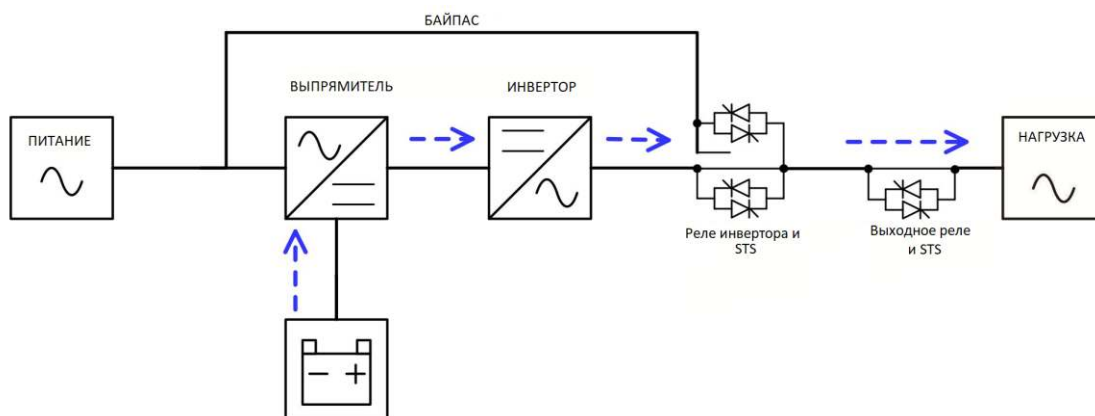 БАЙПАС
ВЫПРЯМИТЕЛЬ
ИНВЕРТОР
ПИТАНИЕ
НАГРУЗКА
Реле инвертора и
STS
Выходное реле
и STS